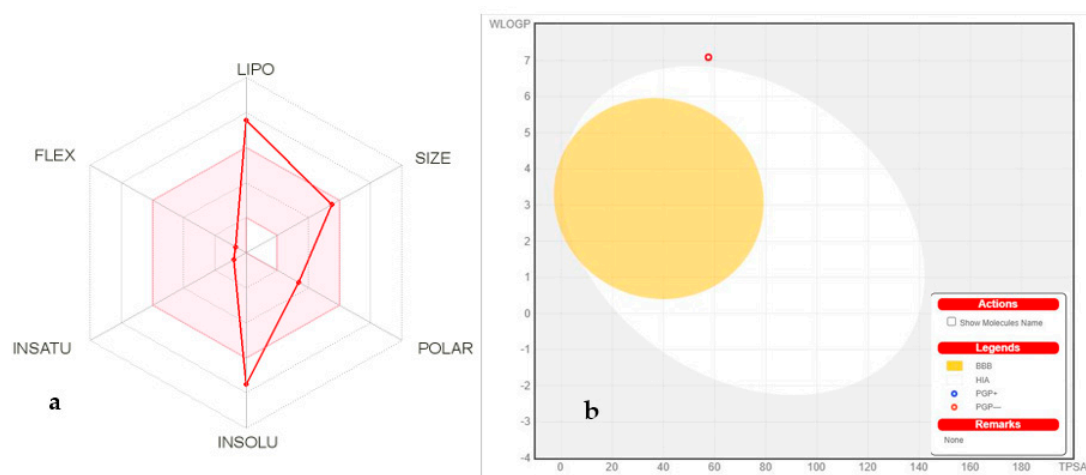 LIPO
FLEX
SIZE
INSATU
POLAR
INSOLU
a
WLOGP
7
6
5
4
3
2
1
0
-1
-2
-3
-4
0 20 40 60 80 100 120 140 160 180 TPSA
b
Actions
Show Molecules Name
Legends
BBB
HIA
PGP+
PGP—
Remarks
None